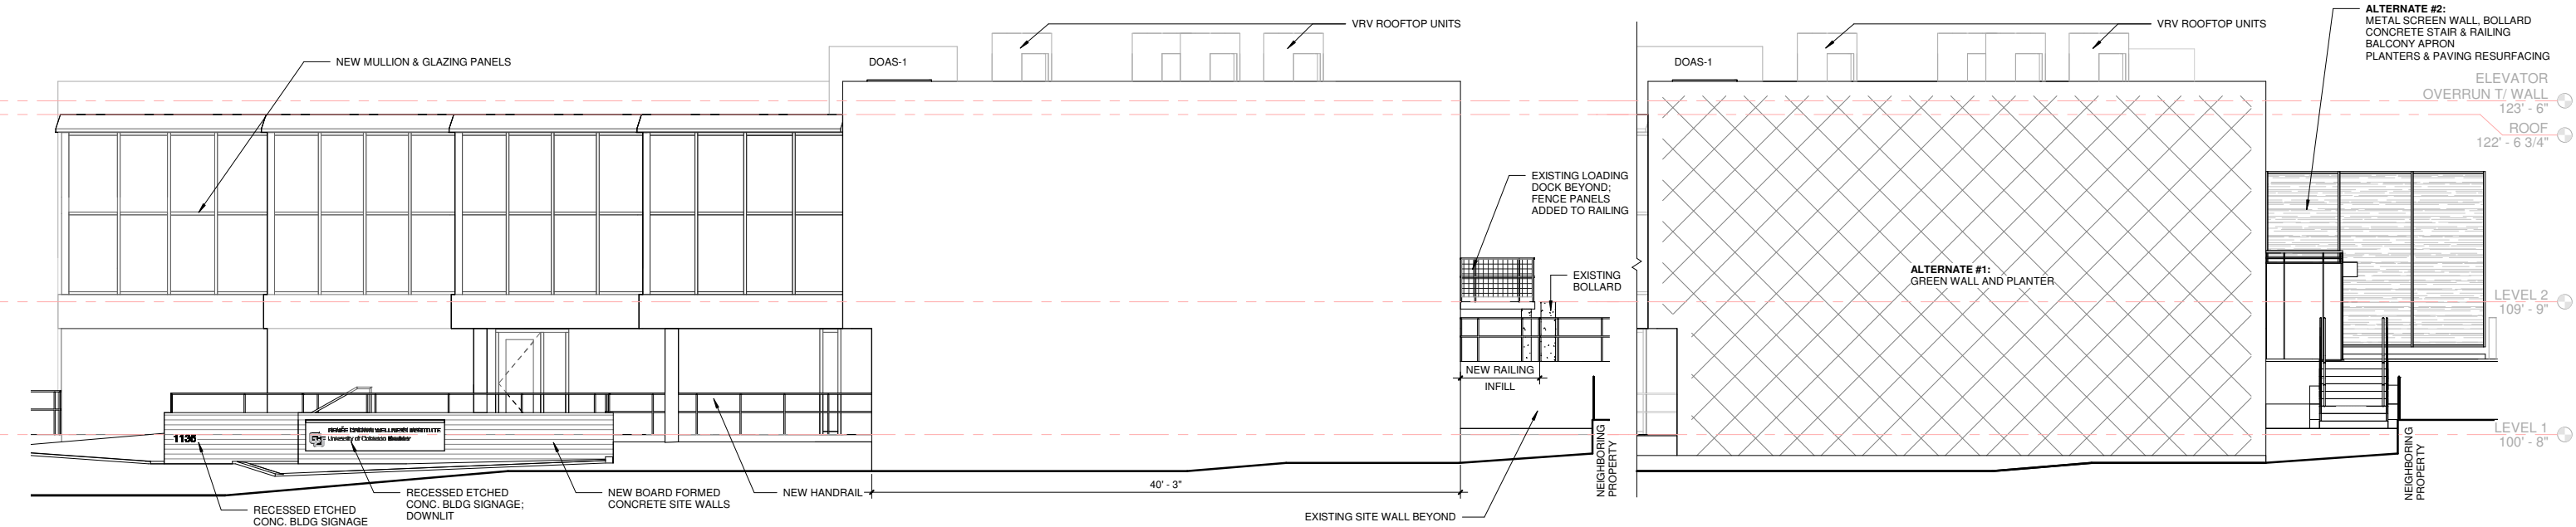 VRV ROOFTOP UNITS
NEW MULLION & GLAZING PANELS
DOAS-1
EXISTING LOADING
DOCK BEYOND;
FENCE PANELS
ADDED TO RAILING
EXISTING
BOLLARD
NEW RAILING
INFILL
1135
University of Colorado Boulder
RECESSED ETCHED
CONC. BLDG SIGNAGE
RECESSED ETCHED
CONC. BLDG SIGNAGE;
DOWNLIT
NEW BOARD FORMED
CONCRETE SITE WALLS
NEW HANDRAIL
40' - 3"
EXISTING SITE WALL BEYOND
NEIGHBORING
PROPERTY
VRV ROOFTOP UNITS
DOAS-1
ALTERNATE #1:
GREEN WALL AND PLANTER
ALTERNATE #2:
METAL SCREEN WALL, BOLLARD
CONCRETE STAIR & RAILING
BALCONY APRON
PLANTERS & PAVING RESURFACING
ELEVATOR
OVERRUN T/ WALL
123' - 6"
ROOF
122' - 6 3/4"
LEVEL 2
109' - 9"
LEVEL 1
100' - 8"
NEIGHBORING
PROPERTY